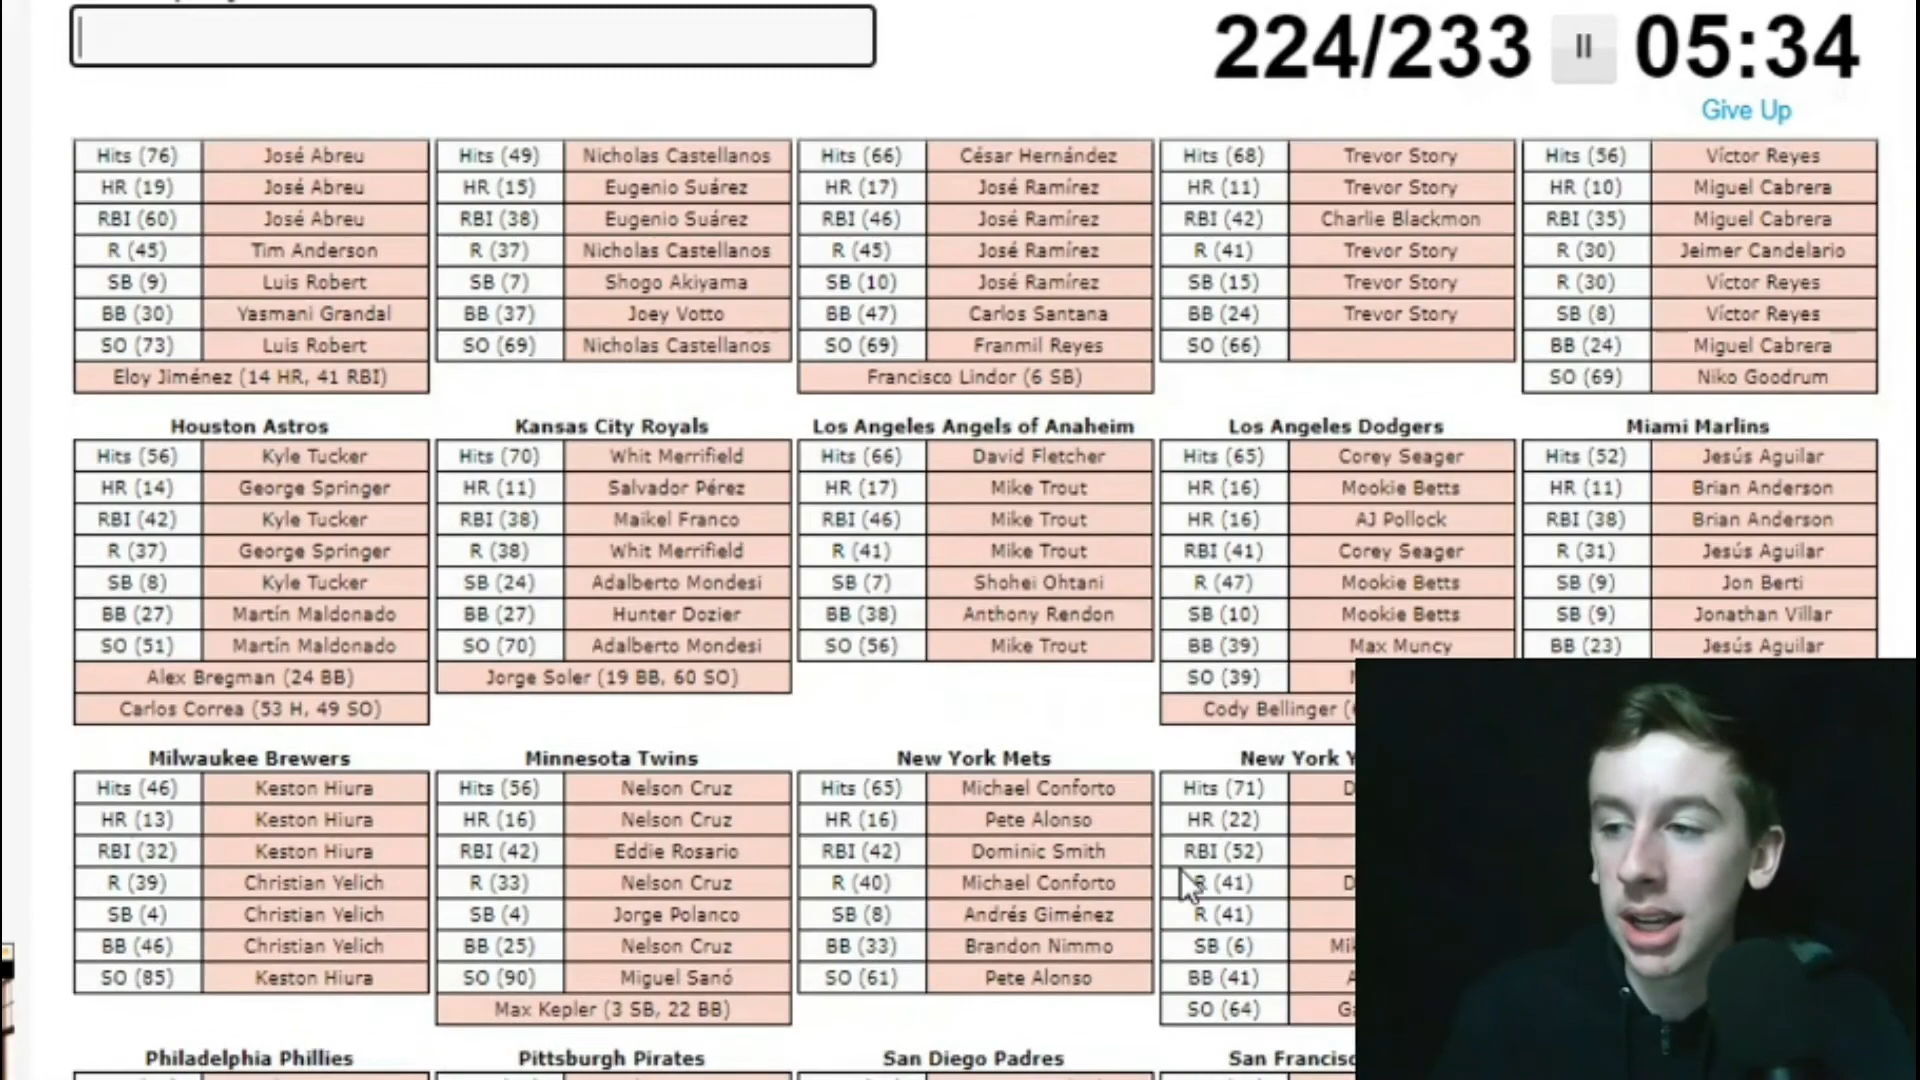 224/233 05:34
Give Up
Hits (76) José Abreu Hits (49) Nicholas Castellanos Hits (66) César Hernández Hits (68) Trevor Story Hits (56) Víctor Reyes
HR (19) José Abreu HR (15) Eugenio Suárez HR (17) José Ramírez HR (11) Trevor Story HR (10) Miguel Cabrera
RBI (60) José Abreu RBI (38) Eugenio Suárez RBI (46) José Ramírez RBI (42) Charlie Blackmon RBI (35) Miguel Cabrera
R (45) Tim Anderson R (37) Nicholas Castellanos R (45) José Ramírez R (41) Trevor Story R (30) Jeimer Candelario
SB (9) Luis Robert SB (7) Shogo Akiyama SB (10) José Ramírez SB (15) Trevor Story R (30) Víctor Reyes
BB (30) Yasmani Grandal BB (37) Joey Votto BB (47) Carlos Santana BB (24) Trevor Story SB (8) Víctor Reyes
SO (73) Luis Robert SO (69) Nicholas Castellanos SO (69) Franmil Reyes SO (66) BB (24) Miguel Cabrera
Eloy Jiménez (14 HR, 41 RBI) Francisco Lindor (6 SB) SO (69) Niko Goodrum
Houston Astros Kansas City Royals Los Angeles Angels of Anaheim Los Angeles Dodgers Miami Marlins
Hits (56) Kyle Tucker Hits (70) Whit Merrifield Hits (66) David Fletcher Hits (65) Corey Seager Hits (52) Jesús Aguilar
HR (14) George Springer HR (11) Salvador Pérez HR (17) Mike Trout HR (16) Mookie Betts HR (11) Brian Anderson
RBI (42) Kyle Tucker RBI (38) Maikel Franco RBI (46) Mike Trout HR (16) AJ Pollock RBI (38) Brian Anderson
R (37) George Springer R (38) Whit Merrifield R (41) Mike Trout RBI (41) Corey Seager R (31) Jesús Aguilar
SB (8) Kyle Tucker SB (24) Adalberto Mondesi SB (7) Shohei Ohtani R (47) Mookie Betts SB (9) Jon Berti
BB (27) Martín Maldonado BB (27) Hunter Dozier BB (38) Anthony Rendon SB (10) Mookie Betts SB (9) Jonathan Villar
SO (51) Martín Maldonado SO (70) Adalberto Mondesi SO (56) Mike Trout BB (39) Max Muncy BB (23) Jesús Aguilar
Alex Bregman (24 BB) Jorge Soler (19 BB, 60 SO) SO (39)
Carlos Correa (53 H, 49 SO) Cody Bellinger
Milwaukee Brewers Minnesota Twins New York Mets New York
Hits (46) Keston Hiura Hits (56) Nelson Cruz Hits (65) Michael Conforto Hits (71)
HR (13) Keston Hiura HR (16) Nelson Cruz HR (16) Pete Alonso HR (22)
RBI (32) Keston Hiura RBI (42) Eddie Rosario RBI (42) Dominic Smith RBI (52)
R (39) Christian Yelich R (33) Nelson Cruz R (40) Michael Conforto R (41)
SB (4) Christian Yelich SB (4) Jorge Polanco SB (8) Andrés Giménez R (41)
BB (46) Christian Yelich BB (25) Nelson Cruz BB (33) Brandon Nimmo SB (6)
SO (85) Keston Hiura SO (90) Miguel Sanó SO (61) Pete Alonso BB (41)
Max Kepler (3 SB, 22 BB) SO (64)
Philadelphia Phillies Pittsburgh Pirates San Diego Padres San